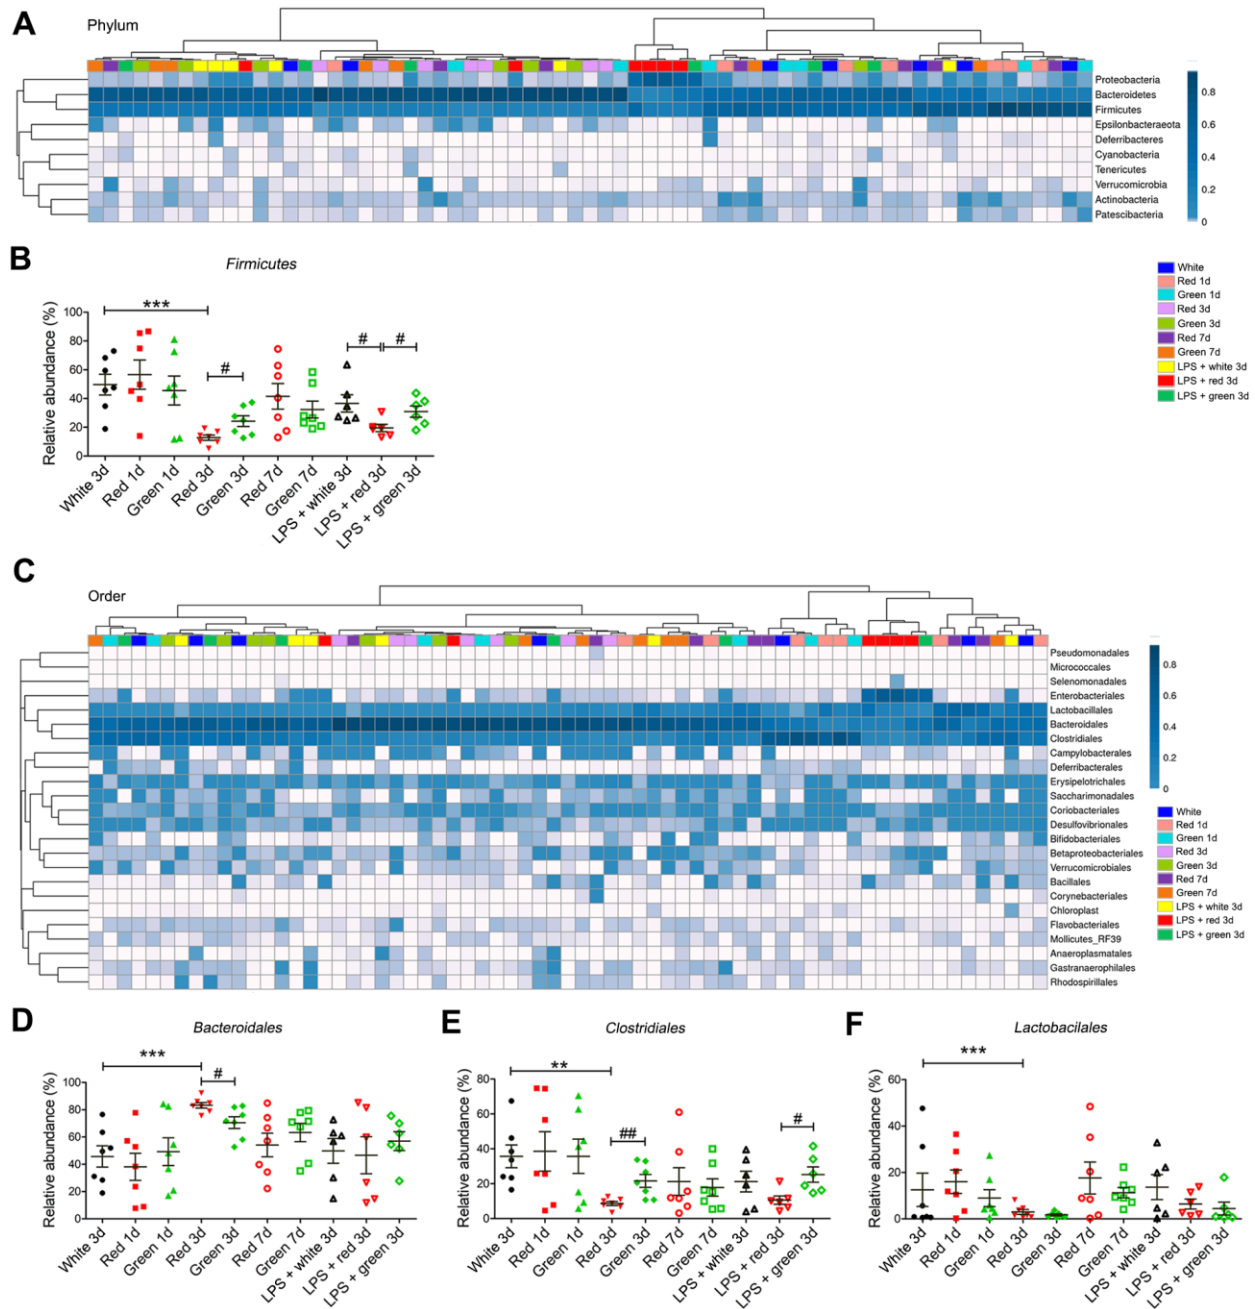 A
Phylum
Proteobacteria
Bacteroidetes
Firmicutes
Epsilonbacteraeota
Deferribacteres
Cyanobacteria
Tenericutes
Verrucomicrobia
Actinobacteria
Patescibacteria
0.8
0.6
0.4
0.2
0
White
Red 1d
Green 1d
Red 3d
Green 3d
Red 7d
Green 7d
LPS + white 3d
LPS + red 3d
LPS + green 3d
B
Firmicutes
Relative abundance (%)
100
80
60
40
20
0
***
#
#
#
White 3d
Red 1d
Green 1d
Red 3d
Green 3d
Red 7d
Green 7d
LPS + white 3d
LPS + red 3d
LPS + green 3d
C
Order
Pseudomonadales
Micrococcales
Selenomonadales
Enterobacteriales
Lactobacillales
Bacteroidales
Clostridiales
Campylobacterales
Deferribacterales
Erysipelotrichales
Saccharimonadales
Coriobacteriales
Desulfovibrionales
Bifidobacteriales
Betaproteobacteriales
Verrucomicrobiales
Bacillales
Corynebacteriales
Chloroplast
Flavobacteriales
Mollicutes_RF39
Anaeroplasmatales
Gastranaerophilales
Rhodospirillales
0.8
0.6
0.4
0.2
0
White
Red 1d
Green 1d
Red 3d
Green 3d
Red 7d
Green 7d
LPS + white 3d
LPS + red 3d
LPS + green 3d
D
Bacteroidales
Relative abundance (%)
100
80
60
40
20
0
***
#
White 3d
Red 1d
Green 1d
Red 3d
Green 3d
Red 7d
Green 7d
LPS + white 3d
LPS + red 3d
LPS + green 3d
E
Clostridiales
Relative abundance (%)
80
60
40
20
0
**
##
#
White 3d
Red 1d
Green 1d
Red 3d
Green 3d
Red 7d
Green 7d
LPS + white 3d
LPS + red 3d
LPS + green 3d
F
Lactobacilales
Relative abundance (%)
60
40
20
0
***
White 3d
Red 1d
Green 1d
Red 3d
Green 3d
Red 7d
Green 7d
LPS + white 3d
LPS + red 3d
LPS + green 3d